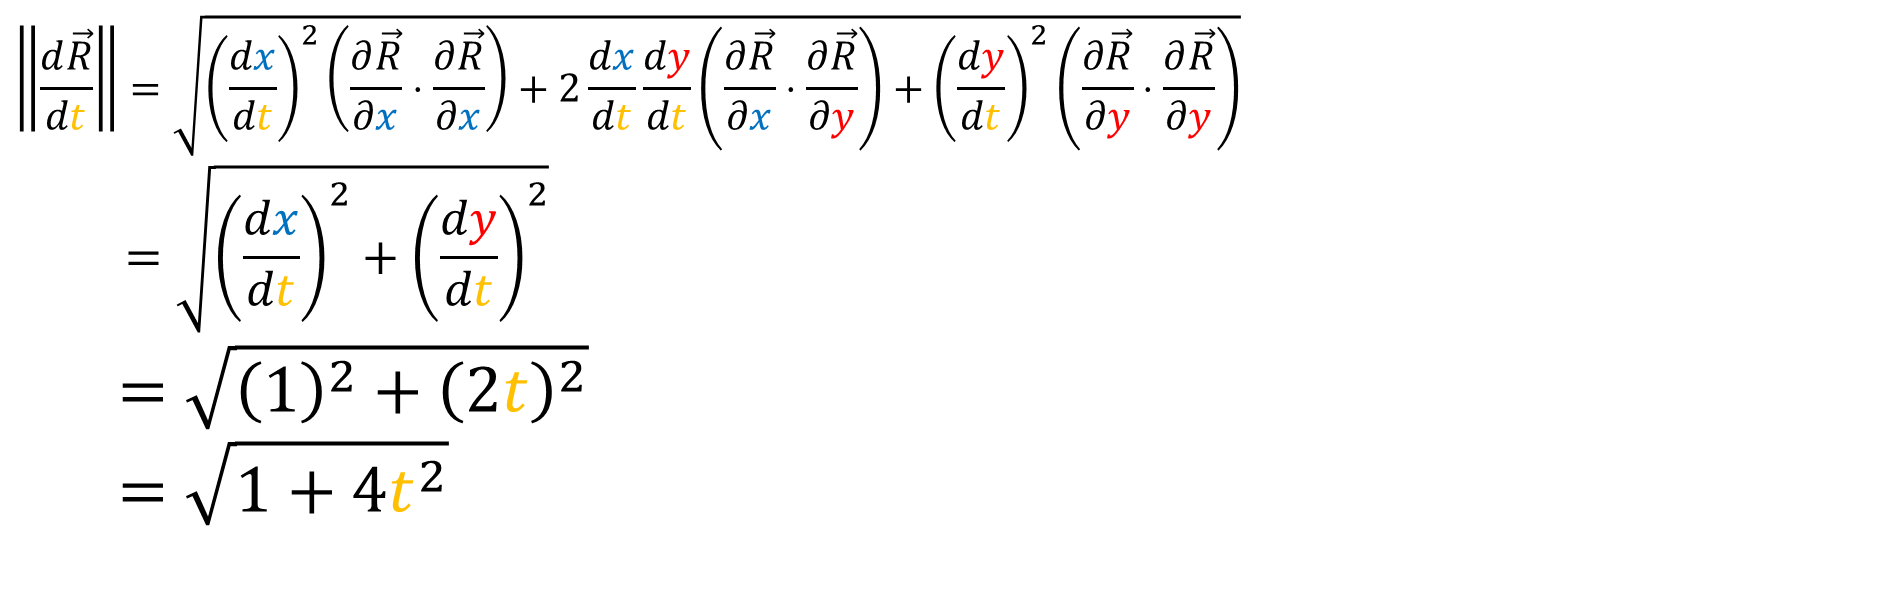 ‖dR⃗/dt‖ = √((dx/dt)² (∂R⃗/∂x · ∂R⃗/∂x) + 2 dx/dt dy/dt (∂R⃗/∂x · ∂R⃗/∂y) + (dy/dt)² (∂R⃗/∂y · ∂R⃗/∂y))
= √((dx/dt)² + (dy/dt)²)
= √((1)² + (2t)²)
= √(1 + 4t²)